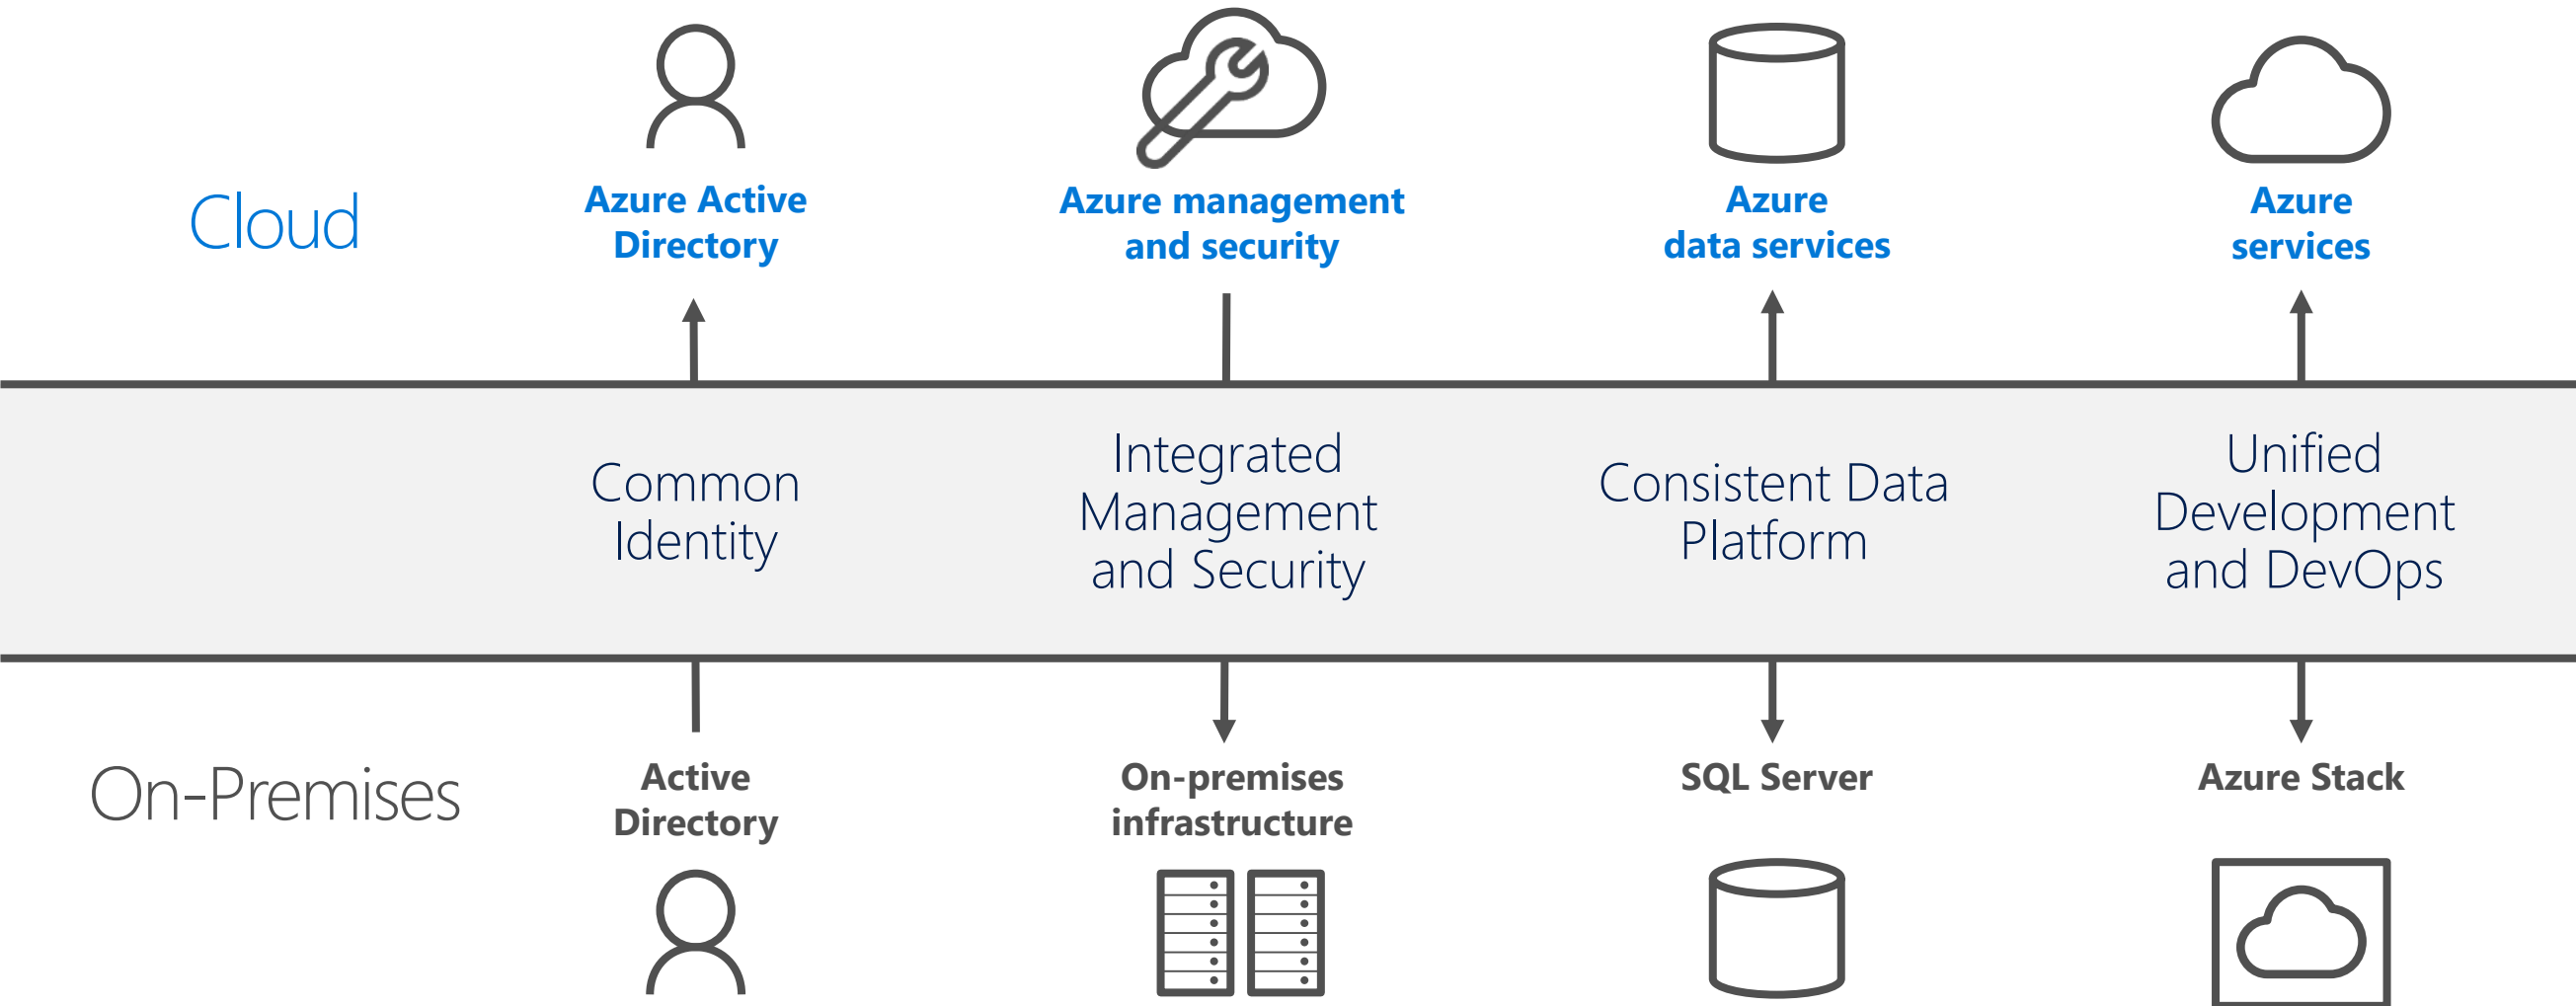 Cloud
Azure Active
Directory
Azure management
and security
Azure
data services
Azure
services
Common
Identity
Integrated
Management
and Security
Consistent Data
Platform
Unified
Development
and DevOps
On-Premises
Active
Directory
On-premises
infrastructure
SQL Server
Azure Stack